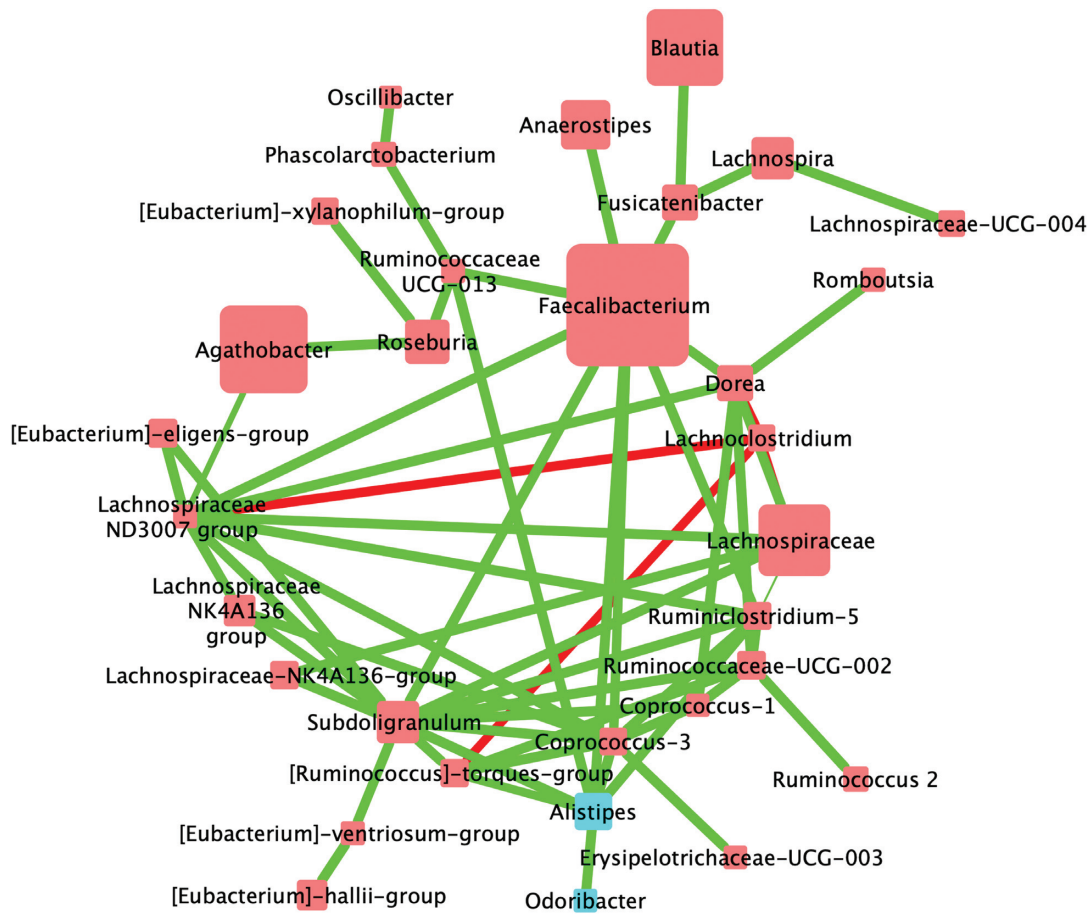 Blautia
Oscillibacter
Anaerostipes
Phascolarctobacterium
Lachnospira
Fusicatenibacter
[Eubacterium]-xylanophilum-group
Lachnospiraceae-UCG-004
Ruminococcaceae
UCG-013
Romboutsia
Faecalibacterium
Roseburia
Agathobacter
Dorea
[Eubacterium]-eligens-group
Lachnoclostridium
Lachnospiraceae
ND3007 group
Lachnospiraceae
Lachnospiraceae
NK4A136
group
Ruminiclostridium-5
Ruminococcaceae-UCG-002
Lachnospiraceae-NK4A136-group
Coprococcus-1
Subdoligranulum
Coprococcus-3
[Ruminococcus]-torques-group
Ruminococcus 2
Alistipes
[Eubacterium]-ventriosum-group
Erysipelotrichaceae-UCG-003
[Eubacterium]-hallii-group
Odoribacter